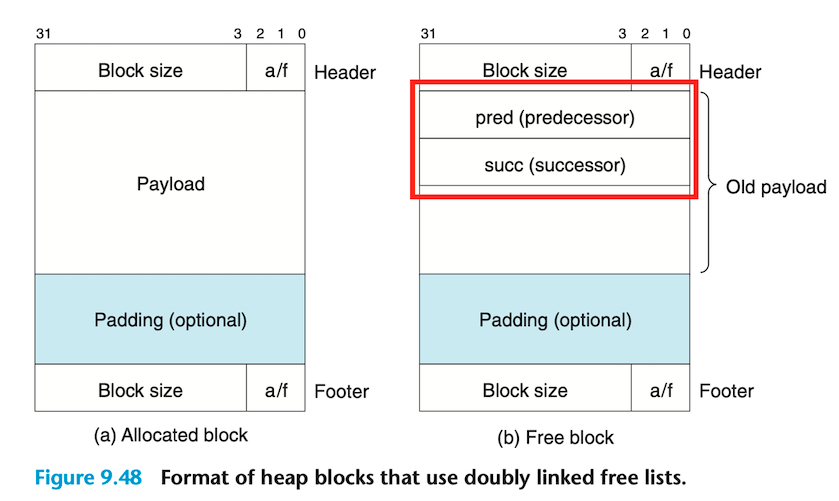 31 3 2 1 0
Block size a/f Header
Payload
Padding (optional)
Block size a/f Footer
(a) Allocated block
31 3 2 1 0
Block size a/f Header
pred (predecessor)
succ (successor)
Old payload
Padding (optional)
Block size a/f Footer
(b) Free block
Figure 9.48 Format of heap blocks that use doubly linked free lists.